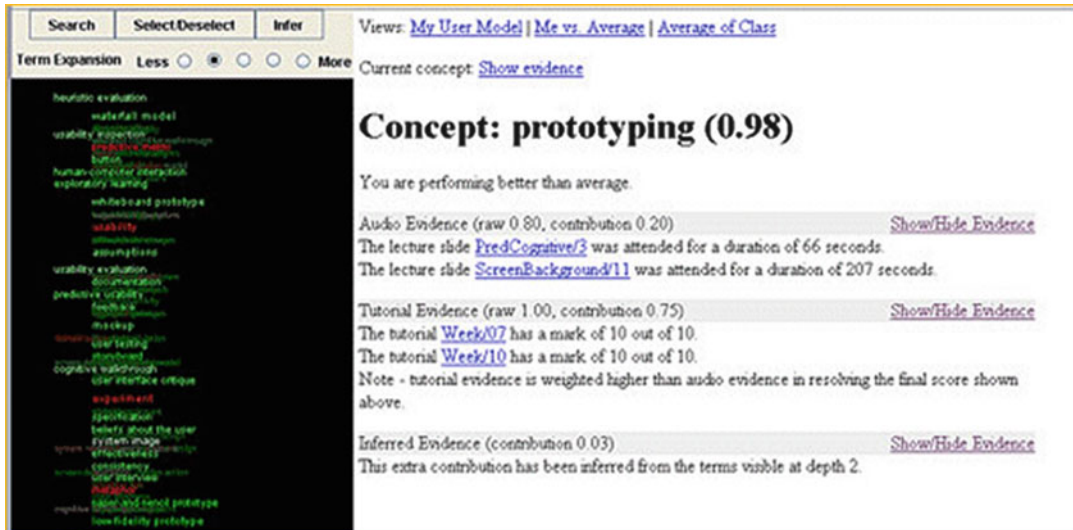 Search Select/Deselect Infer
Term Expansion Less More
heuristic evaluation
waterfall model
usability inspection
predictive metric
button
human-computer interaction
exploratory learning
whiteboard prototype
usability
assumptions
usability evaluation
documentation
predictive usability
feedback
mockup
user testing
storyboard
cognitive walkthrough
user interface critique
experiment
specification
beliefs about the user
system image
effectiveness
consistency
user interview
metaphor
paper and pencil prototype
low-fidelity prototype
Views: My User Model | Me vs. Average | Average of Class
Current concept: Show evidence
Concept: prototyping (0.98)
You are performing better than average.
Audio Evidence (raw 0.80, contribution 0.20) Show/Hide Evidence
The lecture slide PredCognitive/3 was attended for a duration of 66 seconds.
The lecture slide ScreenBackground/11 was attended for a duration of 207 seconds.
Tutorial Evidence (raw 1.00, contribution 0.75) Show/Hide Evidence
The tutorial Week/07 has a mark of 10 out of 10.
The tutorial Week/10 has a mark of 10 out of 10.
Note - tutorial evidence is weighted higher than audio evidence in resolving the final score shown
above.
Inferred Evidence (contribution 0.03) Show/Hide Evidence
This extra contribution has been inferred from the terms visible at depth 2.